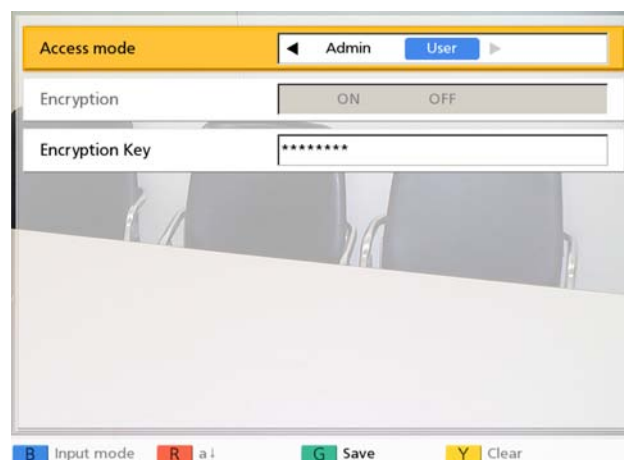 Access mode ◀ Admin User ▶
Encryption ON OFF
Encryption Key ********
B Input mode R a↓ G Save Y Clear